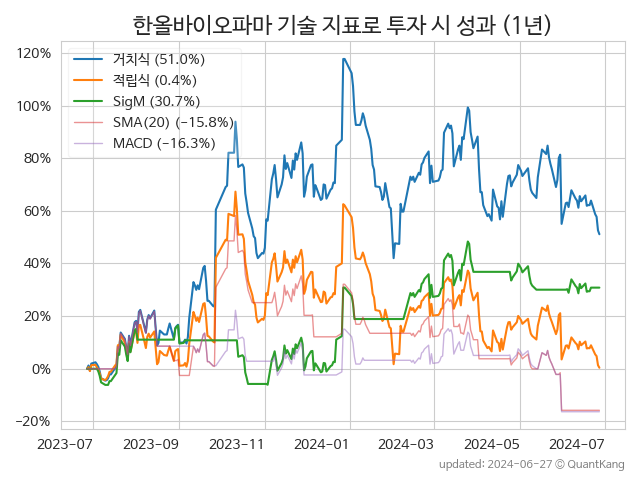 한올바이오파마 기술 지표로 투자 시 성과 (1년)
120%
100%
80%
60%
40%
20%
0%
−20%
거치식 (51.0%)
적립식 (0.4%)
SigM (30.7%)
SMA(20) (−15.8%)
MACD (−16.3%)
2023-07 2023-09 2023-11 2024-01 2024-03 2024-05 2024-07
updated: 2024-06-27 © QuantKang